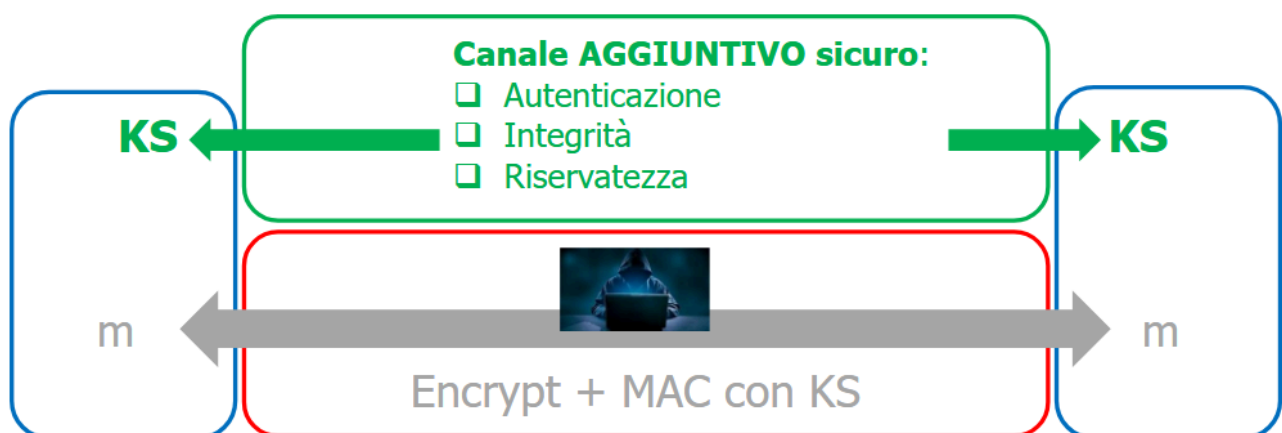 Canale AGGIUNTIVO sicuro:
Autenticazione
KS
Integrità
KS
Riservatezza
m
m
Encrypt + MAC con KS